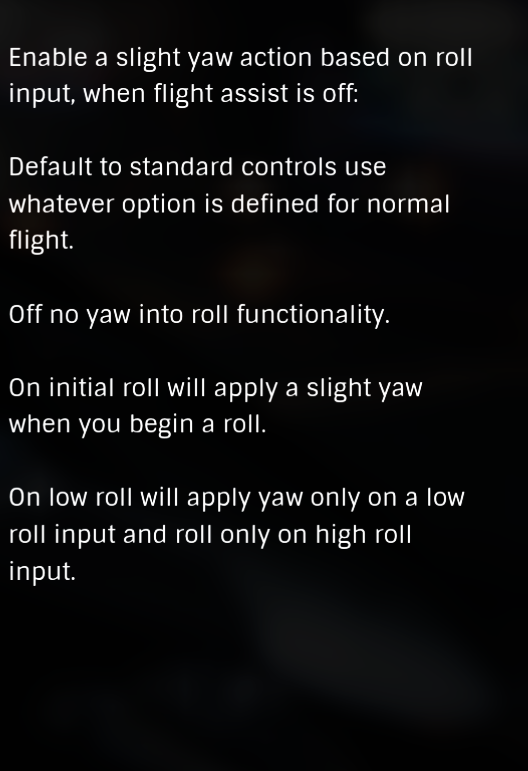 Enable a slight yaw action based on roll
input, when flight assist is off:
Default to standard controls use
whatever option is defined for normal
flight.
Off no yaw into roll functionality.
On initial roll will apply a slight yaw
when you begin a roll.
On low roll will apply yaw only on a low
roll input and roll only on high roll
input.